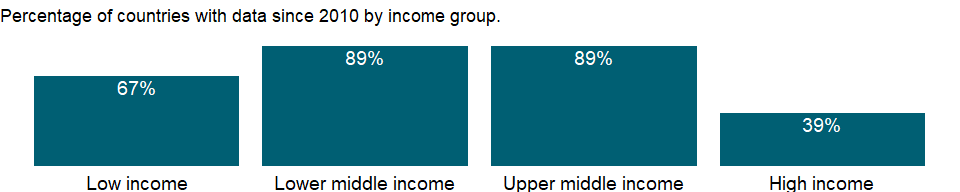 Percentage of countries with data since 2010 by income group.
67%
89%
89%
39%
Low income
Lower middle income
Upper middle income
High income